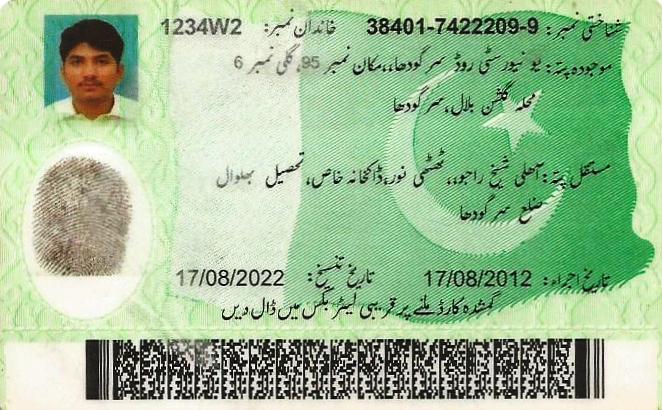 شناختی نمبر: 38401-7422209-9 خاندان نمبر: 1234W2
موجودہ پتہ: یونیورسٹی روڈ سرگودھا،، مکان نمبر 95، گلی نمبر 6
محلہ گلشن بلال، سرگودھا
مستقل پتہ: آھلی شیخ راجو،، ٹھٹھی نور، ڈاکخانہ خاص، تحصیل بھلوال
ضلع سرگودھا
تاریخ اجراء: 17/08/2012 تاریخ تنسیخ: 17/08/2022
گمشدہ کارڈ ملنے پر قریبی لیٹر بکس میں ڈال دیں